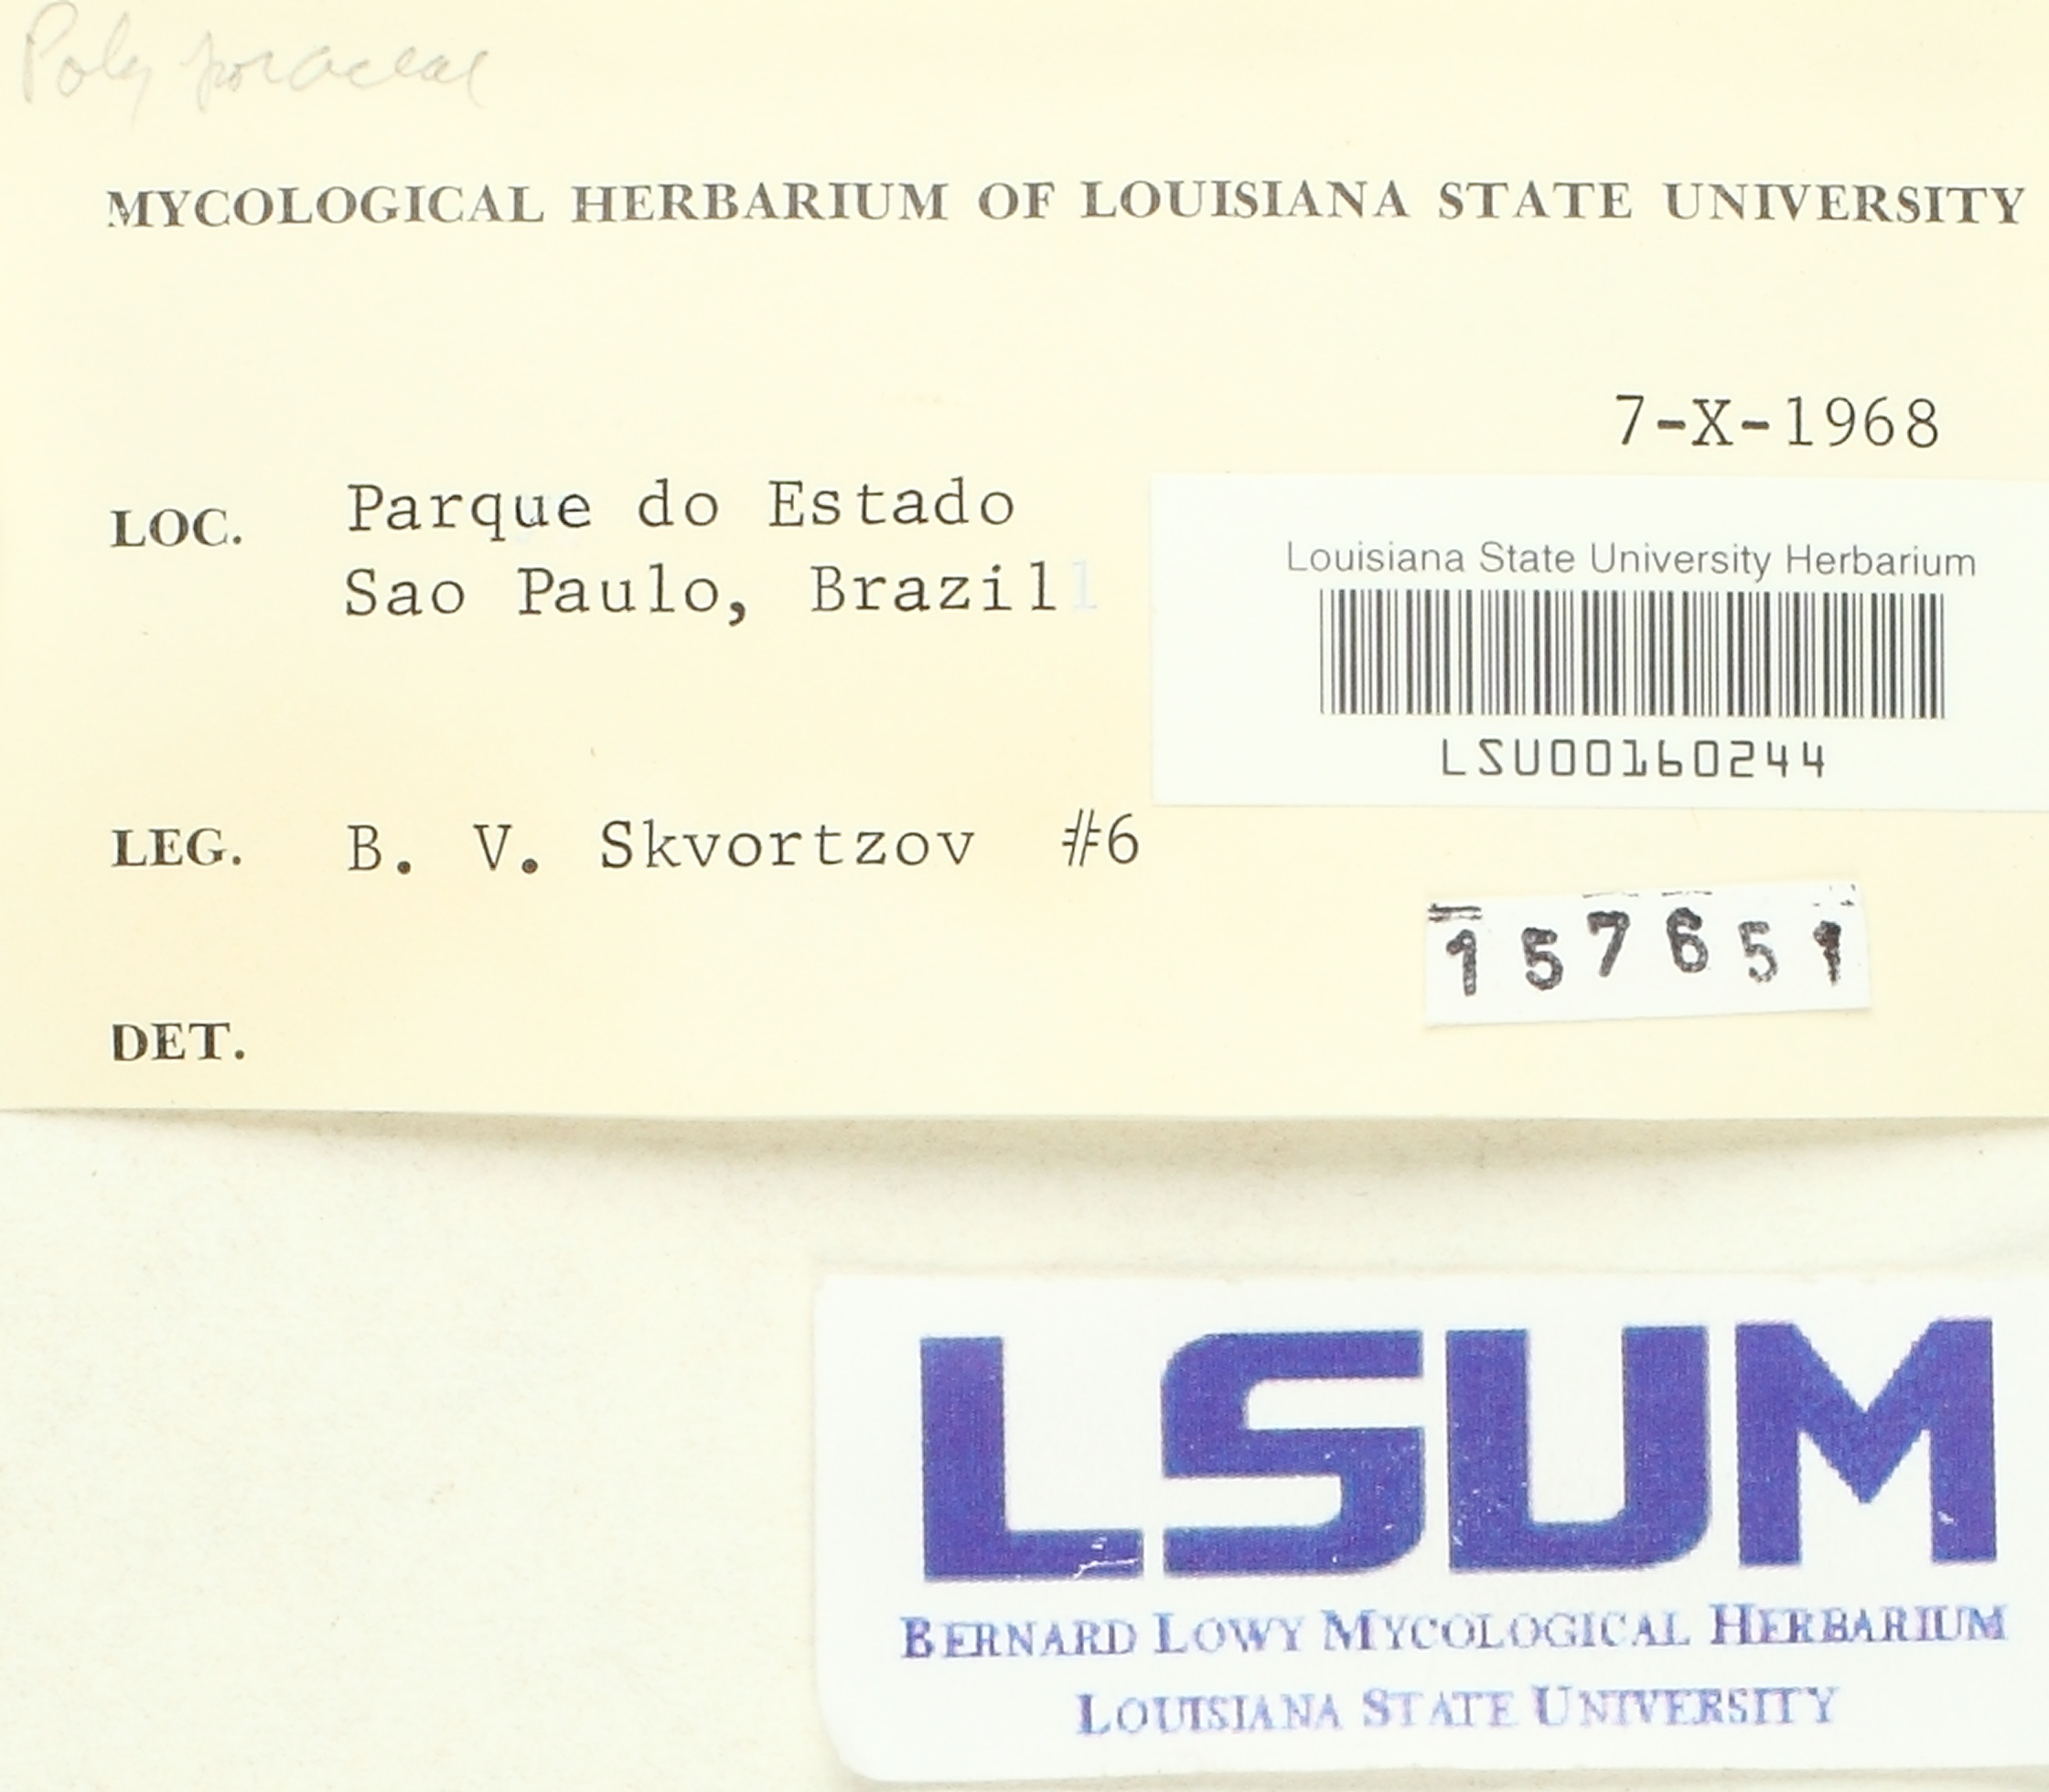 Polyporaceae
MYCOLOGICAL HERBARIUM OF LOUISIANA STATE UNIVERSITY
7-X-1968
LOC. Parque do Estado
Sao Paulo, Brazil
Louisiana State University Herbarium
LSU00160244
LEG. B. V. Skvortzov #6
157651
DET.
LSUM
BERNARD LOWY MYCOLOGICAL HERBARIUM
LOUISIANA STATE UNIVERSITY